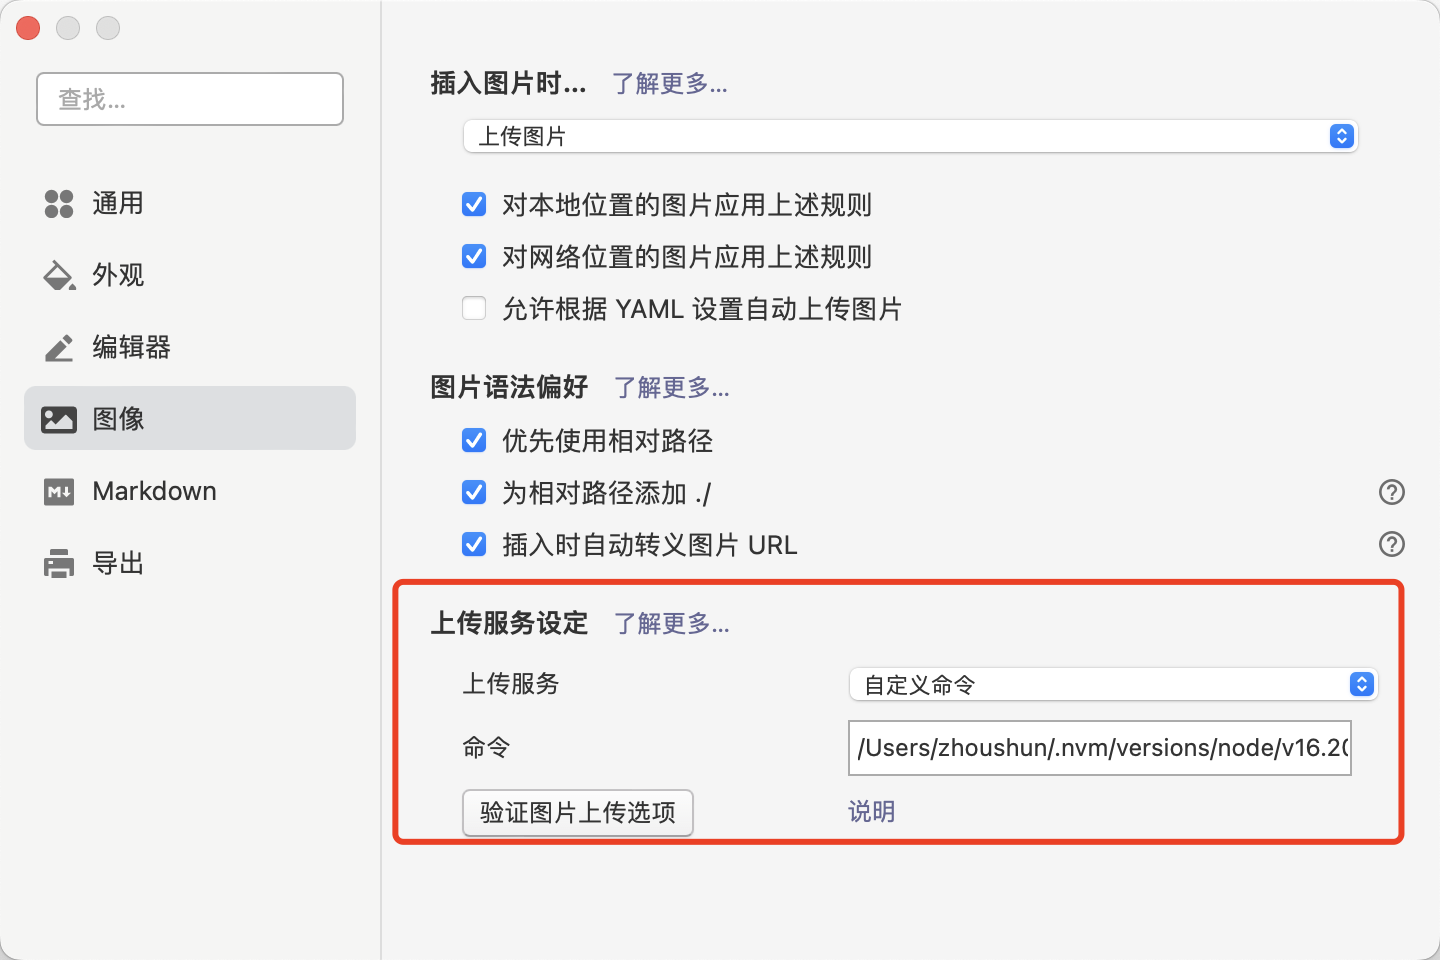 查找...
通用
外观
编辑器
图像
Markdown
导出
插入图片时... 了解更多...
上传图片
对本地位置的图片应用上述规则
对网络位置的图片应用上述规则
允许根据 YAML 设置自动上传图片
图片语法偏好 了解更多...
优先使用相对路径
为相对路径添加 ./
插入时自动转义图片 URL
上传服务设定 了解更多...
上传服务 自定义命令
命令 /Users/zhoushun/.nvm/versions/node/v16.20
验证图片上传选项 说明